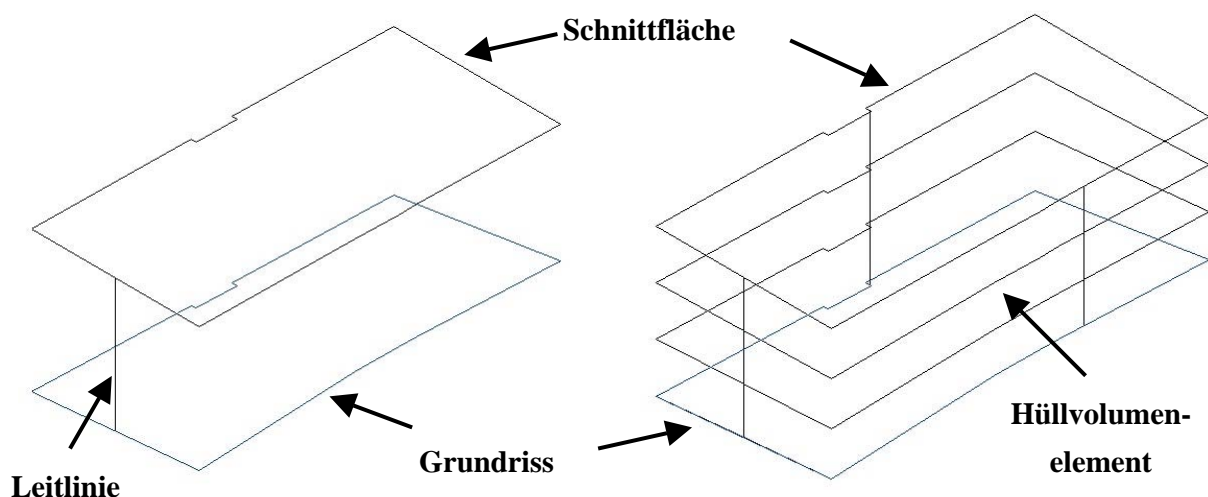 Schnittfläche
Hüllvolumen-
element
Grundriss
Leitlinie